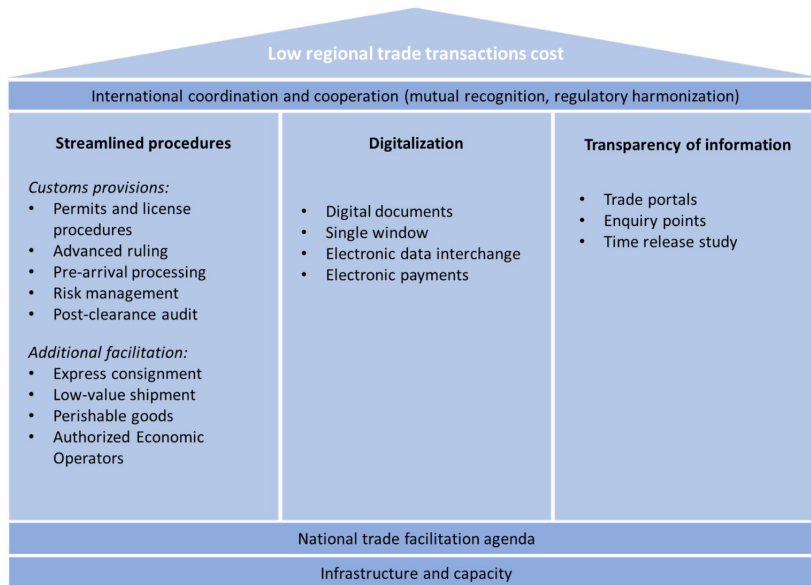 Low regional trade transactions cost
International coordination and cooperation (mutual recognition, regulatory harmonization)
Streamlined procedures
Customs provisions:
• Permits and license
procedures
• Advanced ruling
• Pre-arrival processing
• Risk management
• Post-clearance audit
Additional facilitation:
• Express consignment
• Low-value shipment
• Perishable goods
• Authorized Economic
Operators
Digitalization
• Digital documents
• Single window
• Electronic data interchange
• Electronic payments
Transparency of information
• Trade portals
• Enquiry points
• Time release study
National trade facilitation agenda
Infrastructure and capacity